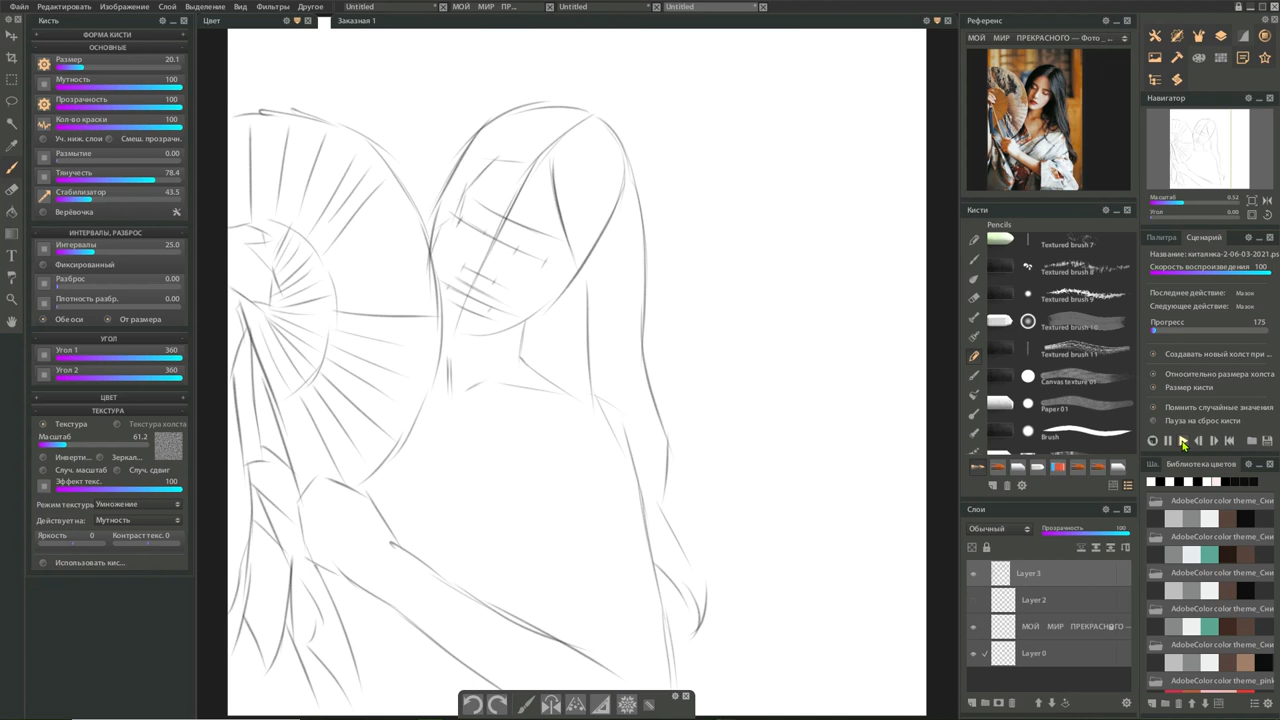 Файл Редактировать Изображение Слой Выделение Вид Фильтры Другое
Untitled
МОЙ МИР ПР...
Untitled
Untitled
Кисть
ФОРМА КИСТИ
ОСНОВНЫЕ
Размер 20.1
Мутность 100
Прозрачность 100
Кол-во краски 100
Уч. ниж. слои Смеш. прозрачн.
Размытие 0.00
Тянучесть 78.4
Стабилизатор 43.5
Верёвочка
ИНТЕРВАЛЫ, РАЗБРОС
Интервалы 25.0
Фиксированный
Разброс 0.00
Плотность разбр. 0.00
Обе оси От размера
УГОЛ
Угол 1 360
Угол 2 360
ЦВЕТ
ТЕКСТУРА
Текстура Текстура холста
Масштаб 61.2
Инверти... Зеркал...
Случ. масштаб Случ. сдвиг
Эффект текс. 100
Режим текстуры Умножение
Действует на: Мутность
Яркость 0 Контраст текс. 0
Использовать кис...
Цвет
Заказная 1
Референс
МОЙ МИР ПРЕКРАСНОГО — Фото_...
Кисти
Pencils
Textured brush 7
Textured brush 8
Textured brush 9
Textured brush 10
Textured brush 11
Canvas texture 01
Paper 01
Brush
Слои
Обычный Прозрачность 100
Layer 3
Layer 2
МОЙ МИР ПРЕКРАСНОГО —
Layer 0
Навигатор
Масштаб 0.52
Угол 0.00
Палитра Сценарий
Название: китаянка-2-06-03-2021.ps
Скорость воспроизведения 100
Последнее действие: Мазок
Следующее действие: Мазок
Прогресс 175
Создавать новый холст при ...
Относительно размера холста
Размер кисти
Помнить случайные значения
Пауза на сброс кисти
Ша. Библиотека цветов
AdobeColor color theme_Сни
AdobeColor color theme_Сни
AdobeColor color theme_Сни
AdobeColor color theme_Сни
AdobeColor color theme_Сни
AdobeColor color theme_pink